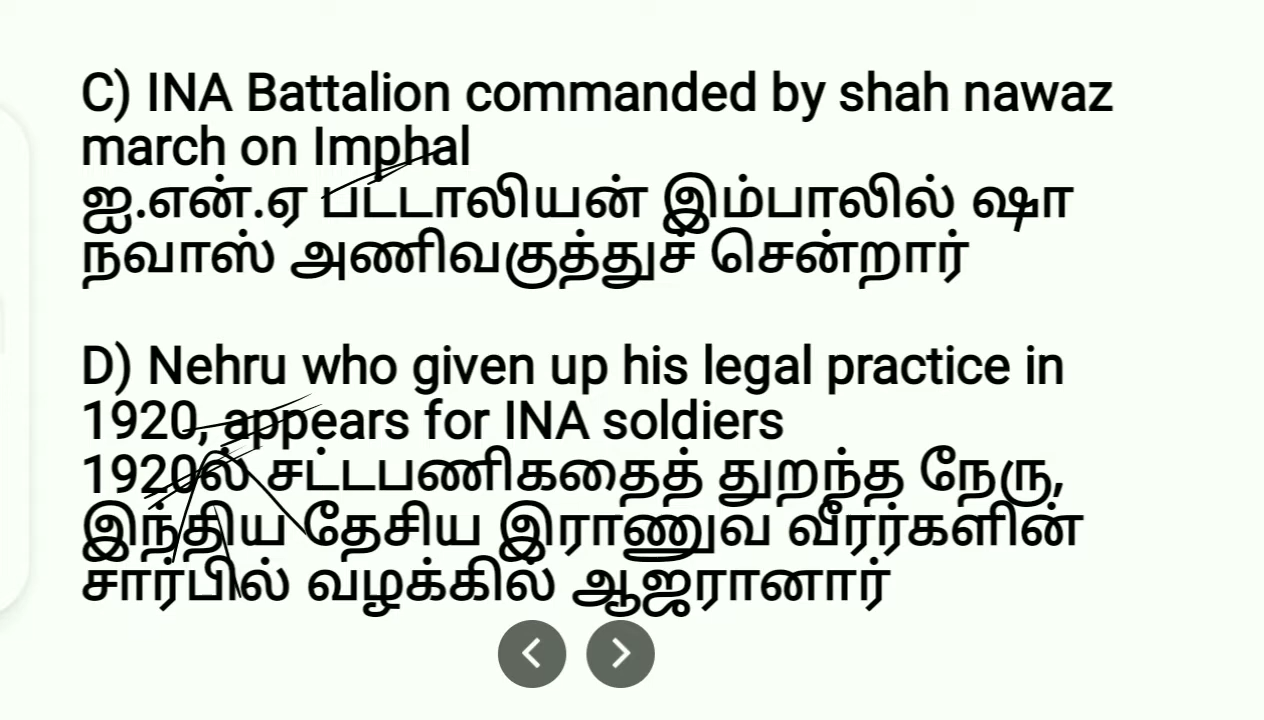 C) INA Battalion commanded by shah nawaz
march on Imphal
ஐ.என்.ஏ பட்டாலியன் இம்பாலில் ஷா
நவாஸ் அணிவகுத்துச் சென்றார்
D) Nehru who given up his legal practice in
1920, appears for INA soldiers
1920ல் சட்டபணிகதைத் துறந்த நேரு,
இந்திய தேசிய இராணுவ வீரர்களின்
சார்பில் வழக்கில் ஆஜரானார்